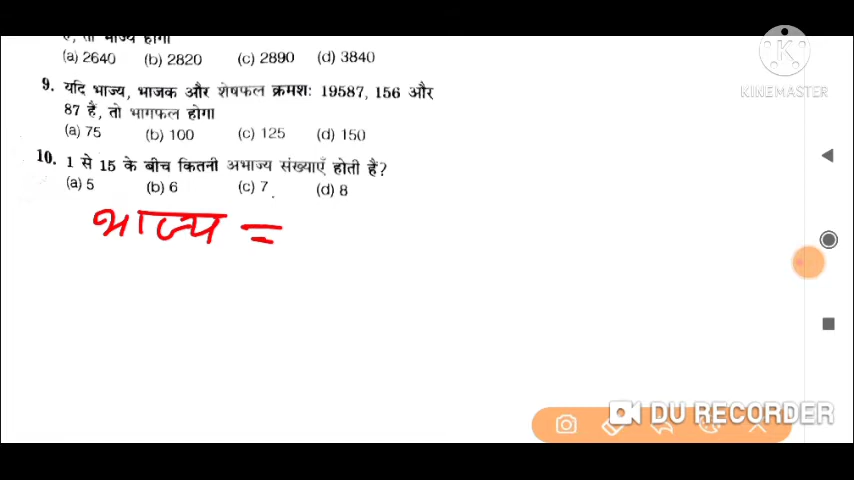 है, तो भाज्य होगा
(a) 2640 (b) 2820 (c) 2890 (d) 3840
9. यदि भाज्य, भाजक और शेषफल क्रमशः 19587, 156 और
87 हैं, तो भागफल होगा
(a) 75 (b) 100 (c) 125 (d) 150
10. 1 से 15 के बीच कितनी अभाज्य संख्याएँ होती हैं?
(a) 5 (b) 6 (c) 7 (d) 8
भाज्य =
K
KINEMASTER
DU RECORDER